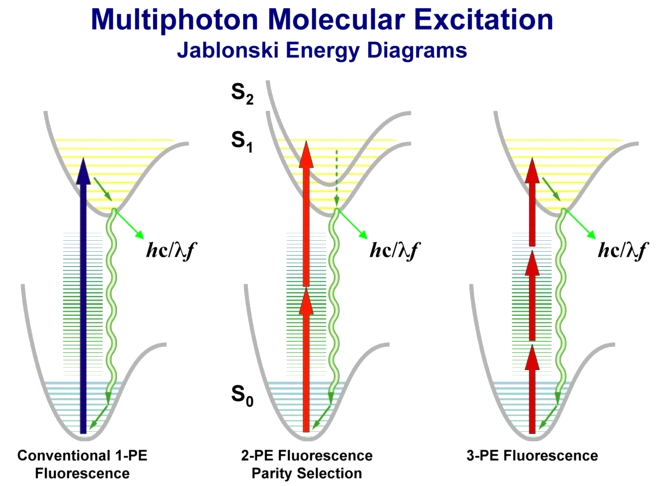 Multiphoton Molecular Excitation
Jablonski Energy Diagrams
S2
S1
S0
hc/λf
hc/λf
hc/λf
Conventional 1-PE
Fluorescence
2-PE Fluorescence
Parity Selection
3-PE Fluorescence